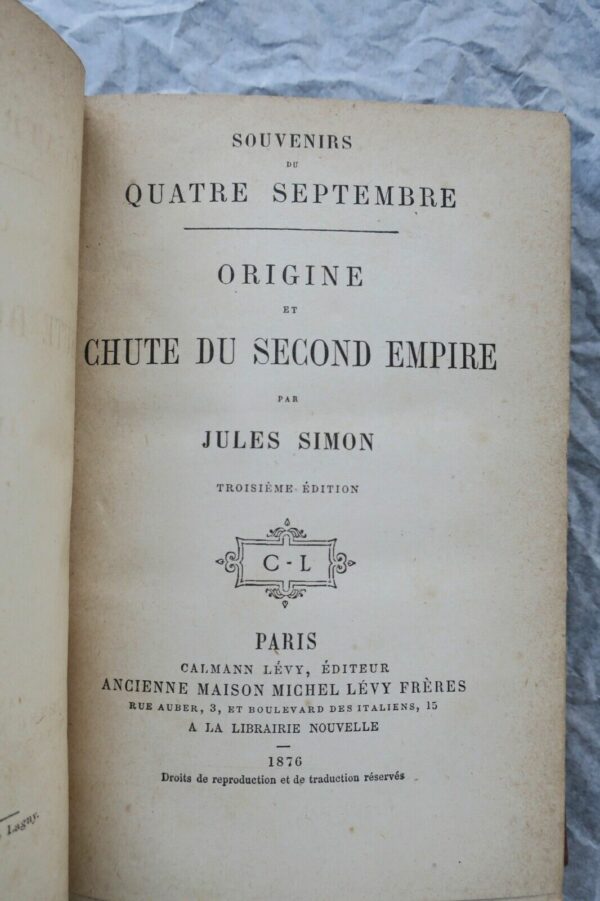 SOUVENIRS
DU
QUATRE SEPTEMBRE
ORIGINE
ET
CHUTE DU SECOND EMPIRE
PAR
JULES SIMON
TROISIÈME ÉDITION
C-L
PARIS
CALMANN LÉVY, ÉDITEUR
ANCIENNE MAISON MICHEL LÉVY FRÈRES
RUE AUBER, 3, ET BOULEVARD DES ITALIENS, 15
A LA LIBRAIRIE NOUVELLE
1876
Droits de reproduction et de traduction réservés
Lagny.